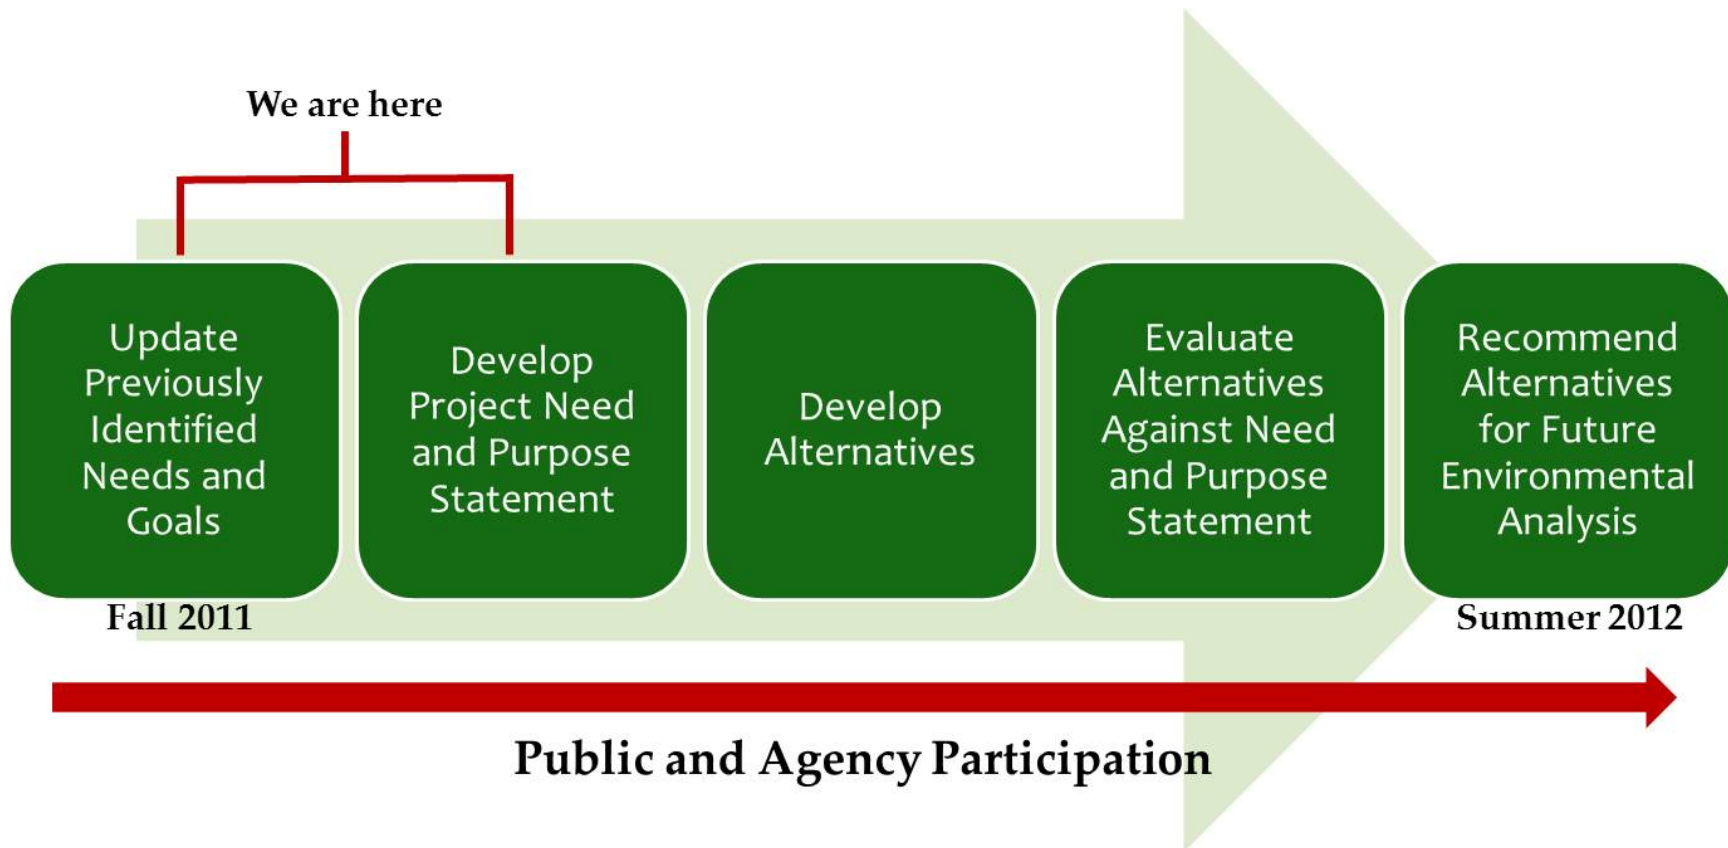 We are here
Update
Previously
Identified
Needs and
Goals
Develop
Project Need
and Purpose
Statement
Develop
Alternatives
Evaluate
Alternatives
Against Need
and Purpose
Statement
Recommend
Alternatives
for Future
Environmental
Analysis
Fall 2011
Summer 2012
Public and Agency Participation